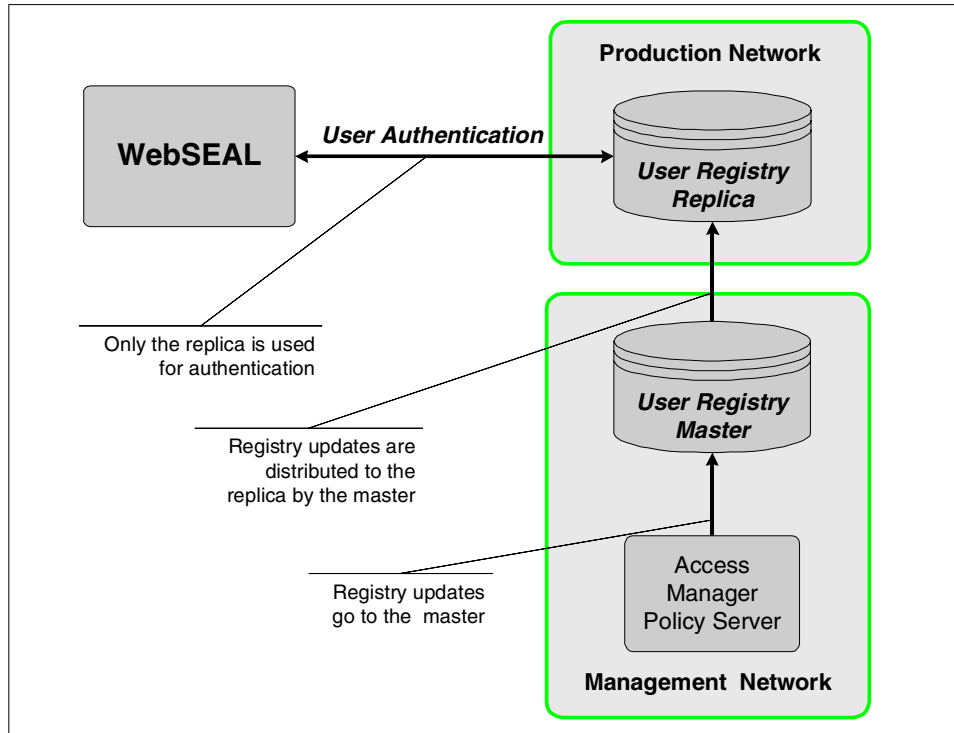 Production Network
WebSEAL
User Authentication
User Registry
Replica
Only the replica is used
for authentication
User Registry
Master
Registry updates are
distributed to the
replica by the master
Access
Manager
Policy Server
Registry updates
go to the master
Management Network